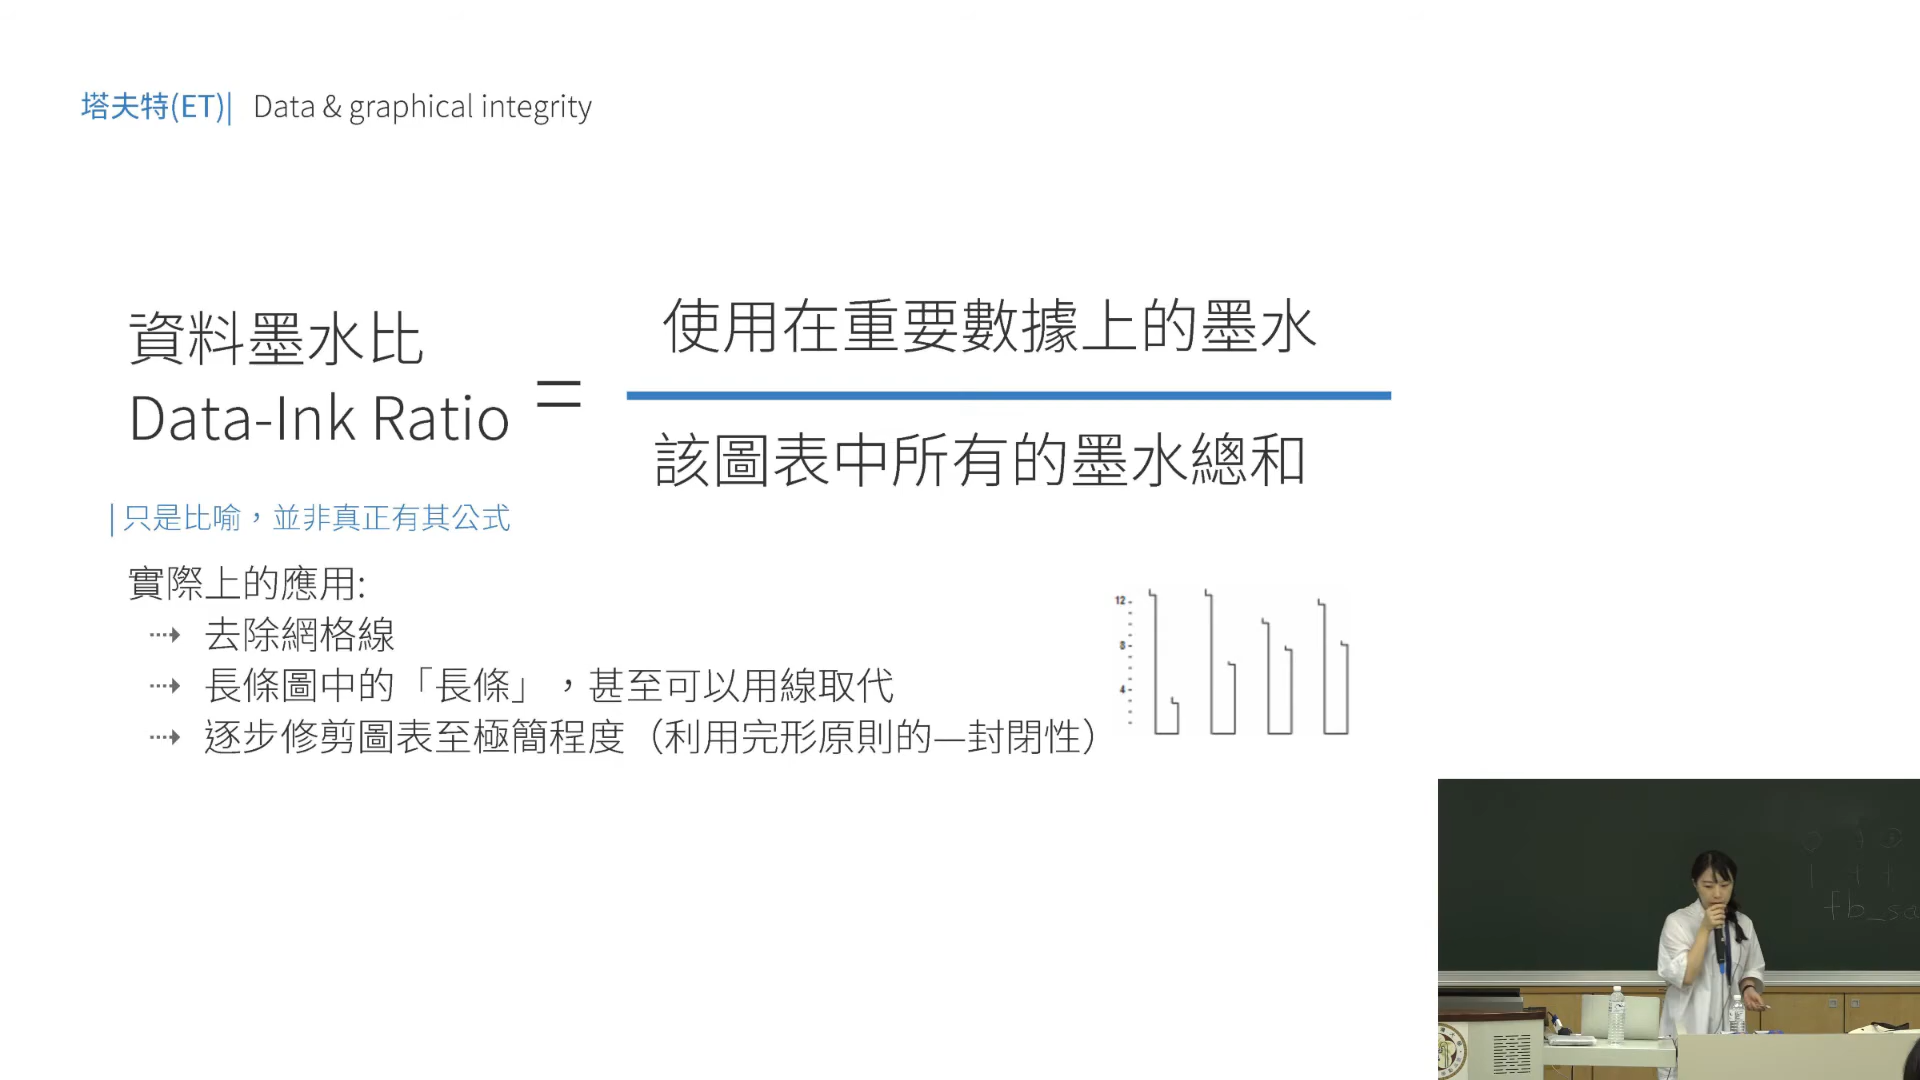 塔夫特(ET)| Data & graphical integrity
資料墨水比
Data-Ink Ratio
=
使用在重要數據上的墨水
該圖表中所有的墨水總和
|只是比喻，並非真正有其公式
實際上的應用:
⇢ 去除網格線
⇢ 長條圖中的「長條」，甚至可以用線取代
⇢ 逐步修剪圖表至極簡程度（利用完形原則的—封閉性）
12
8
4
fb_sc